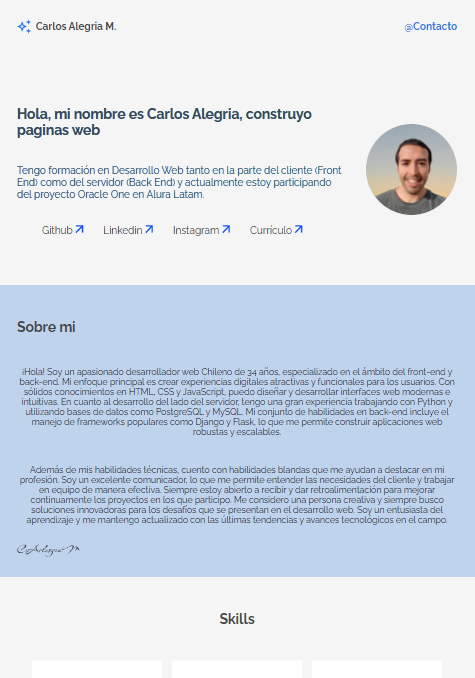 Carlos Alegria M.
@Contacto
Hola, mi nombre es Carlos Alegria, construyo
paginas web
Tengo formación en Desarrollo Web tanto en la parte del cliente (Front
End) como del servidor (Back End) y actualmente estoy participando
del proyecto Oracle One en Alura Latam.
Github
Linkedin
Instagram
Currículo
Sobre mi
¡Hola! Soy un apasionado desarrollador web Chileno de 34 años, especializado en el ámbito del front-end y
back-end. Mi enfoque principal es crear experiencias digitales atractivas y funcionales para los usuarios. Con
sólidos conocimientos en HTML, CSS y JavaScript, puedo diseñar y desarrollar interfaces web modernas e
intuitivas. En cuanto al desarrollo del lado del servidor, tengo una gran experiencia trabajando con Python y
utilizando bases de datos como PostgreSQL y MySQL. Mi conjunto de habilidades en back-end incluye el
manejo de frameworks populares como Django y Flask, lo que me permite construir aplicaciones web
robustas y escalables.
Además de mis habilidades técnicas, cuento con habilidades blandas que me ayudan a destacar en mi
profesión. Soy un excelente comunicador, lo que me permite entender las necesidades del cliente y trabajar
en equipo de manera efectiva. Siempre estoy abierto a recibir y dar retroalimentación para mejorar
continuamente los proyectos en los que participo. Me considero una persona creativa y siempre busco
soluciones innovadoras para los desafíos que se presentan en el desarrollo web. Soy un entusiasta del
aprendizaje y me mantengo actualizado con las últimas tendencias y avances tecnológicos en el campo.
C.Aelegria M
Skills